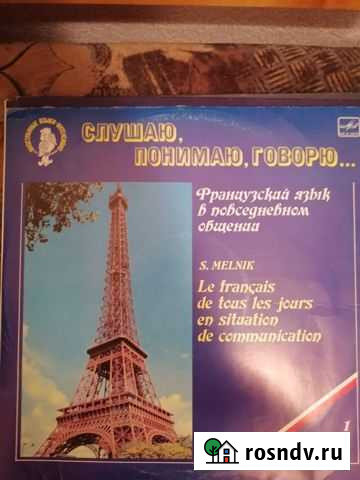 СЛУШАЮ,
ПОНИМАЮ, ГОВОРЮ...
Французский язык
в повседневном
общении
S. MELNIK
Le français
de tous les jours
en situation
de communication
1
rosndv.ru